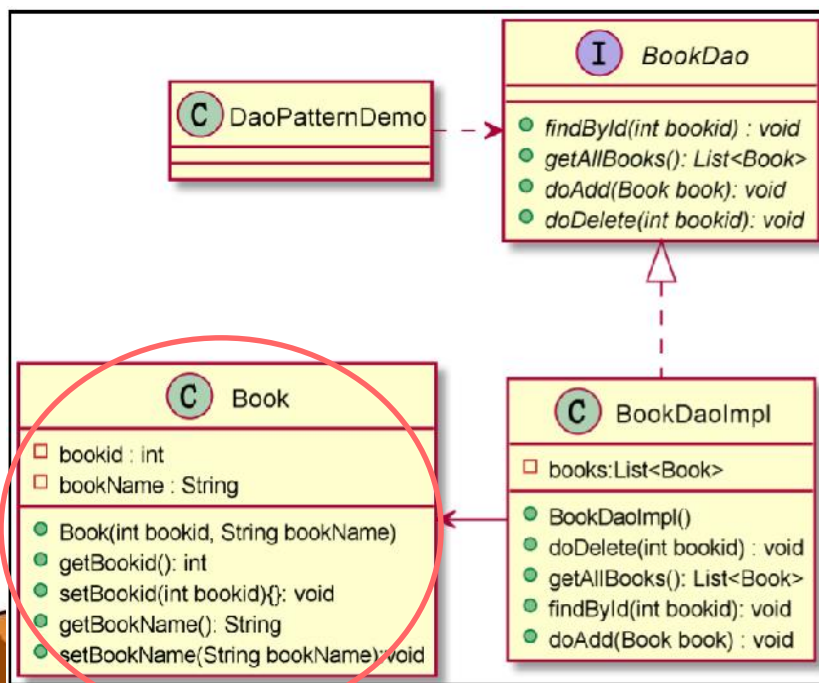 I BookDao
findById(int bookid) : void
getAllBooks(): List<Book>
doAdd(Book book): void
doDelete(int bookid): void
C DaoPatternDemo
C Book
bookid : int
bookName : String
Book(int bookid, String bookName)
getBookid(): int
setBookid(int bookid){}: void
getBookName(): String
setBookName(String bookName):void
C BookDaoImpl
books:List<Book>
BookDaoImpl()
doDelete(int bookid) : void
getAllBooks(): List<Book>
findById(int bookid): void
doAdd(Book book) : void